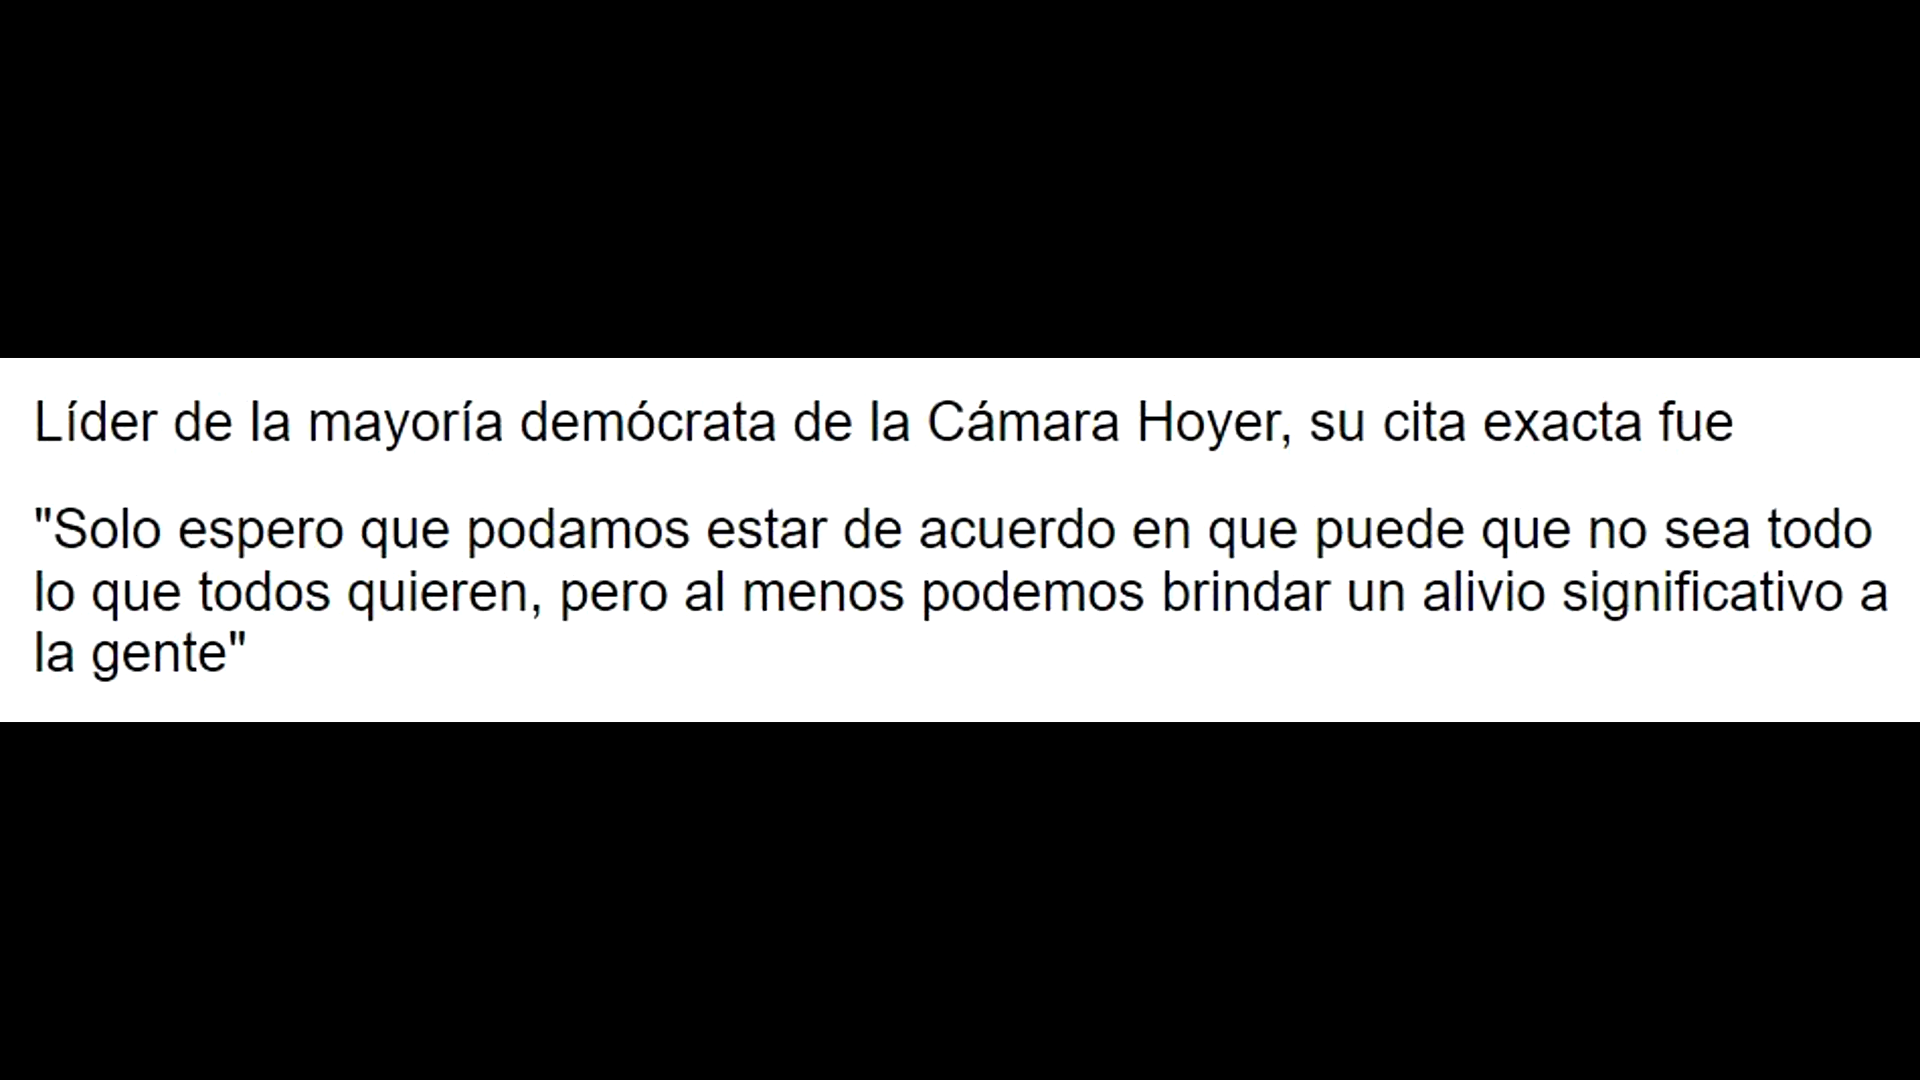 Líder de la mayoría demócrata de la Cámara Hoyer, su cita exacta fue
"Solo espero que podamos estar de acuerdo en que puede que no sea todo
lo que todos quieren, pero al menos podemos brindar un alivio significativo a
la gente"